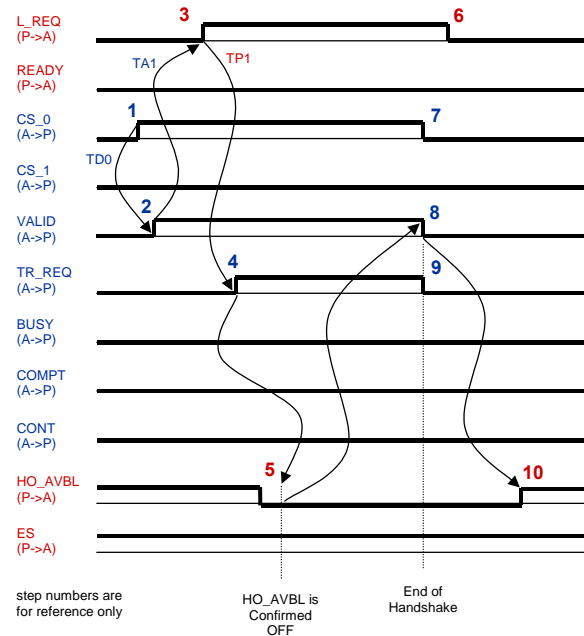 3
6
L_REQ
(P->A)
TA1
TP1
READY
(P->A)
1
7
CS_0
(A->P)
TD0
CS_1
(A->P)
2
8
VALID
(A->P)
4
9
TR_REQ
(A->P)
BUSY
(A->P)
COMPT
(A->P)
CONT
(A->P)
5
10
HO_AVBL
(P->A)
ES
(P->A)
step numbers are
for reference only
HO_AVBL is
Confirmed
OFF
End of
Handshake